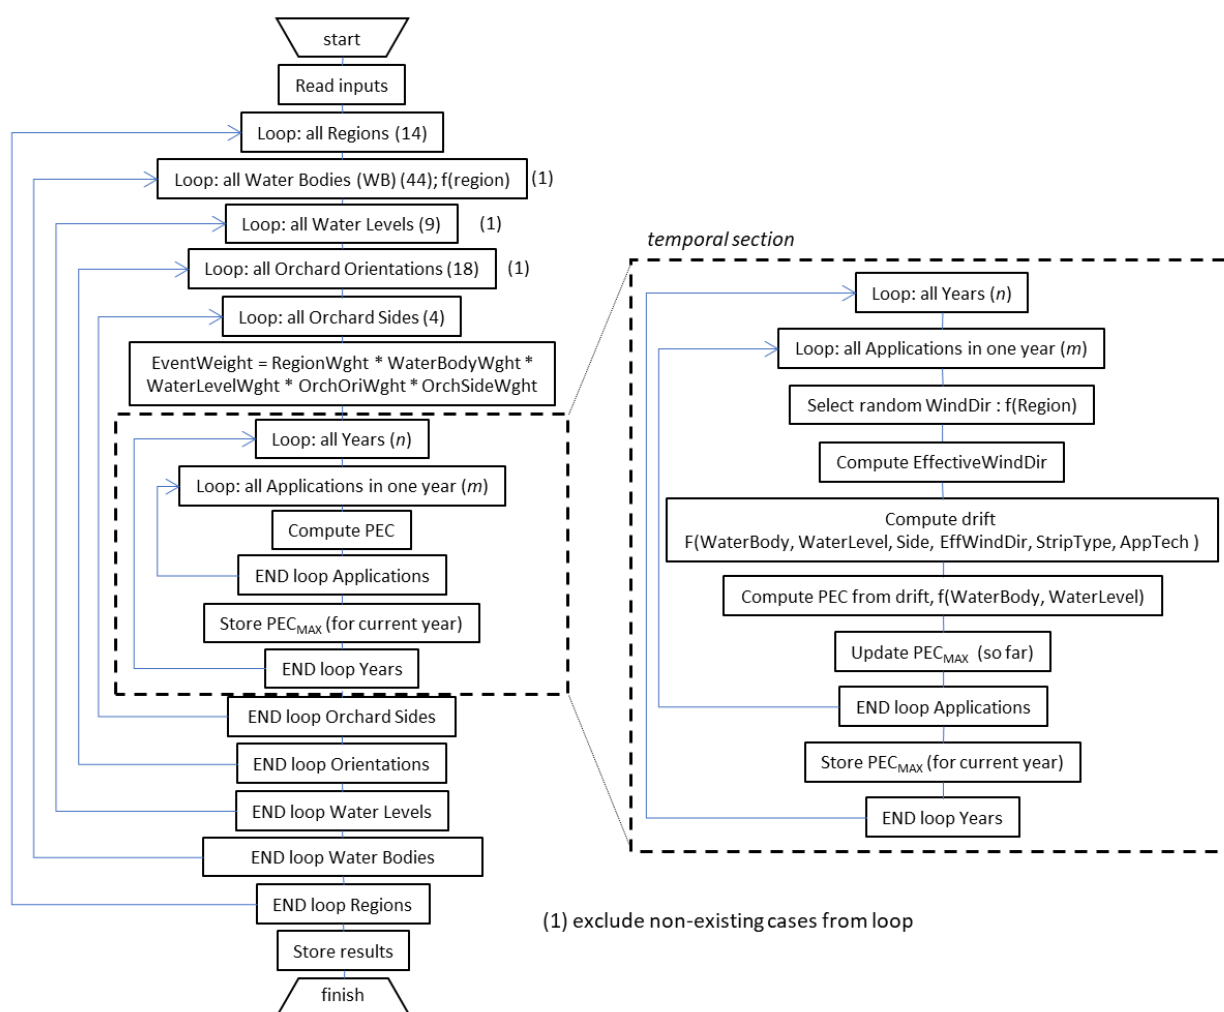 start
Read inputs
Loop: all Regions (14)
Loop: all Water Bodies (WB) (44); f(region)
(1)
Loop: all Water Levels (9)
(1)
Loop: all Orchard Orientations (18)
(1)
Loop: all Orchard Sides (4)
EventWeight = RegionWght * WaterBodyWght *
WaterLevelWght * OrchOriWght * OrchSideWght
Loop: all Years (n)
Loop: all Applications in one year (m)
Compute PEC
END loop Applications
Store PECMAX (for current year)
END loop Years
END loop Orchard Sides
END loop Orientations
END loop Water Levels
END loop Water Bodies
END loop Regions
Store results
finish
temporal section
Loop: all Years (n)
Loop: all Applications in one year (m)
Select random WindDir : f(Region)
Compute EffectiveWindDir
Compute drift
F(WaterBody, WaterLevel, Side, EffWindDir, StripType, AppTech )
Compute PEC from drift, f(WaterBody, WaterLevel)
Update PECMAX (so far)
END loop Applications
Store PECMAX (for current year)
END loop Years
(1) exclude non-existing cases from loop